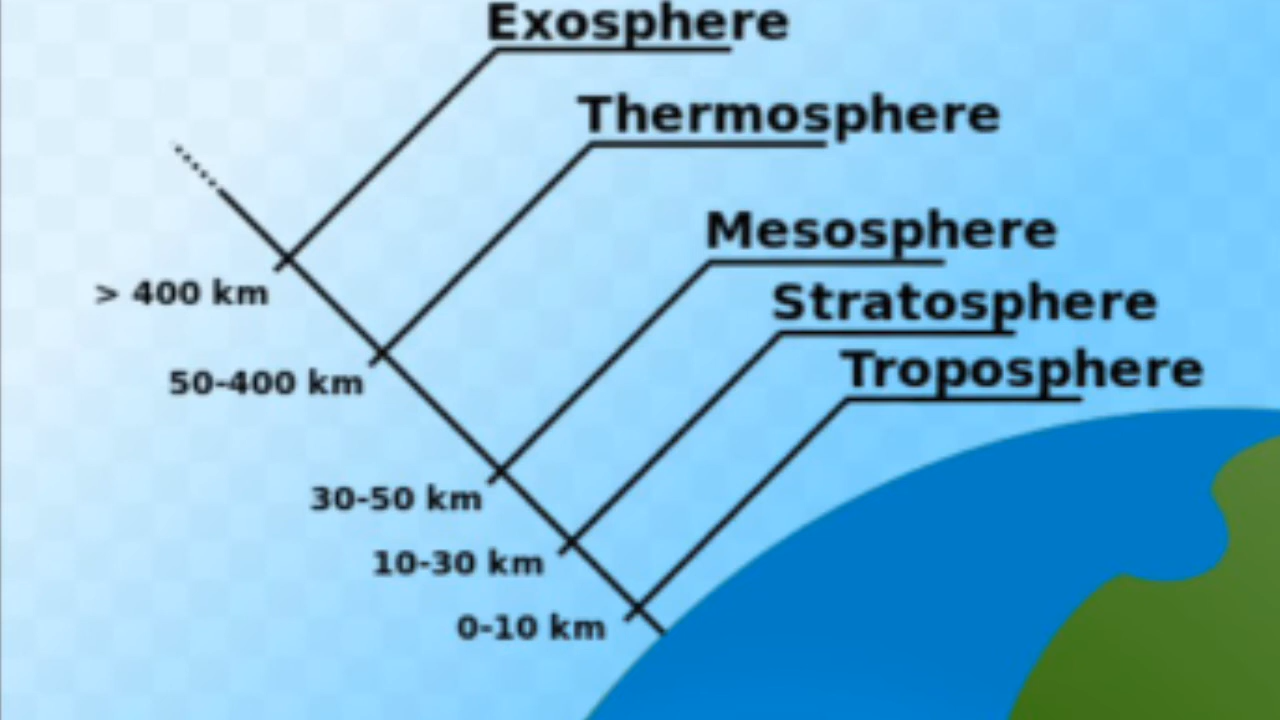 Exosphere
Thermosphere
Mesosphere
> 400 km
Stratosphere
Troposphere
50-400 km
30-50 km
10-30 km
0-10 km